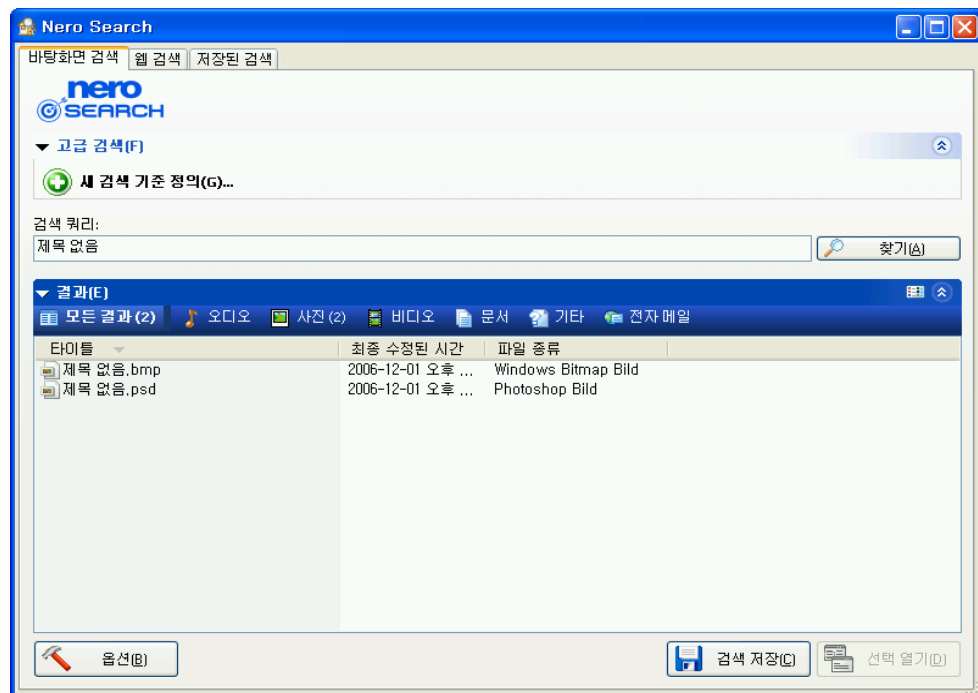 Nero Search
바탕화면 검색 웹 검색 저장된 검색
nero
SEARCH
고급 검색(F)
새 검색 기준 정의(G)...
검색 쿼리:
제목 없음
찾기(A)
결과(E)
모든 결과 (2) 오디오 사진 (2) 비디오 문서 기타 전자 메일
타이틀 최종 수정된 시간 파일 종류
제목 없음.bmp 2006-12-01 오후 ... Windows Bitmap Bild
제목 없음.psd 2006-12-01 오후 ... Photoshop Bild
옵션(B) 검색 저장(C) 선택 열기(D)